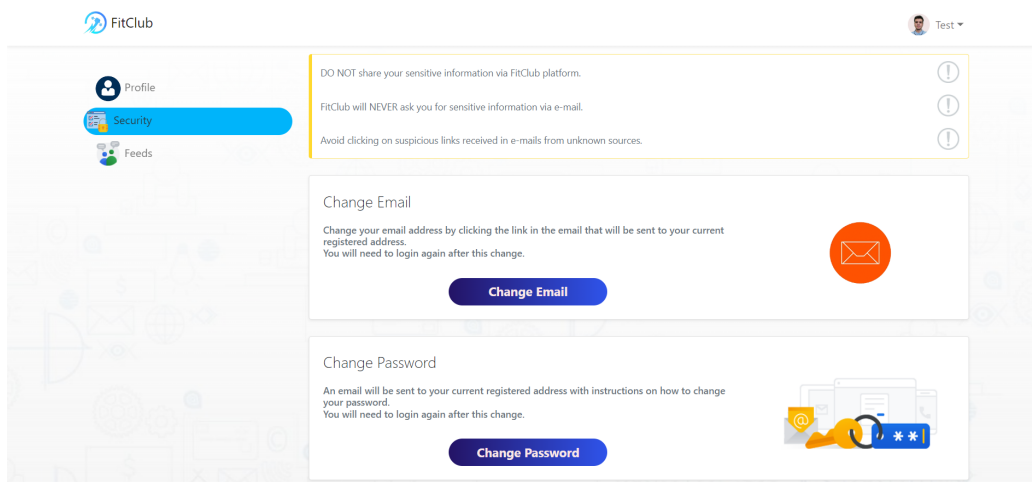 FitClub
Test
Profile
Security
Feeds
DO NOT share your sensitive information via FitClub platform.
FitClub will NEVER ask you for sensitive information via e-mail.
Avoid clicking on suspicious links received in e-mails from unknown sources.
Change Email
Change your email address by clicking the link in the email that will be sent to your current
registered address.
You will need to login again after this change.
Change Email
Change Password
An email will be sent to your current registered address with instructions on how to change
your password.
You will need to login again after this change.
Change Password